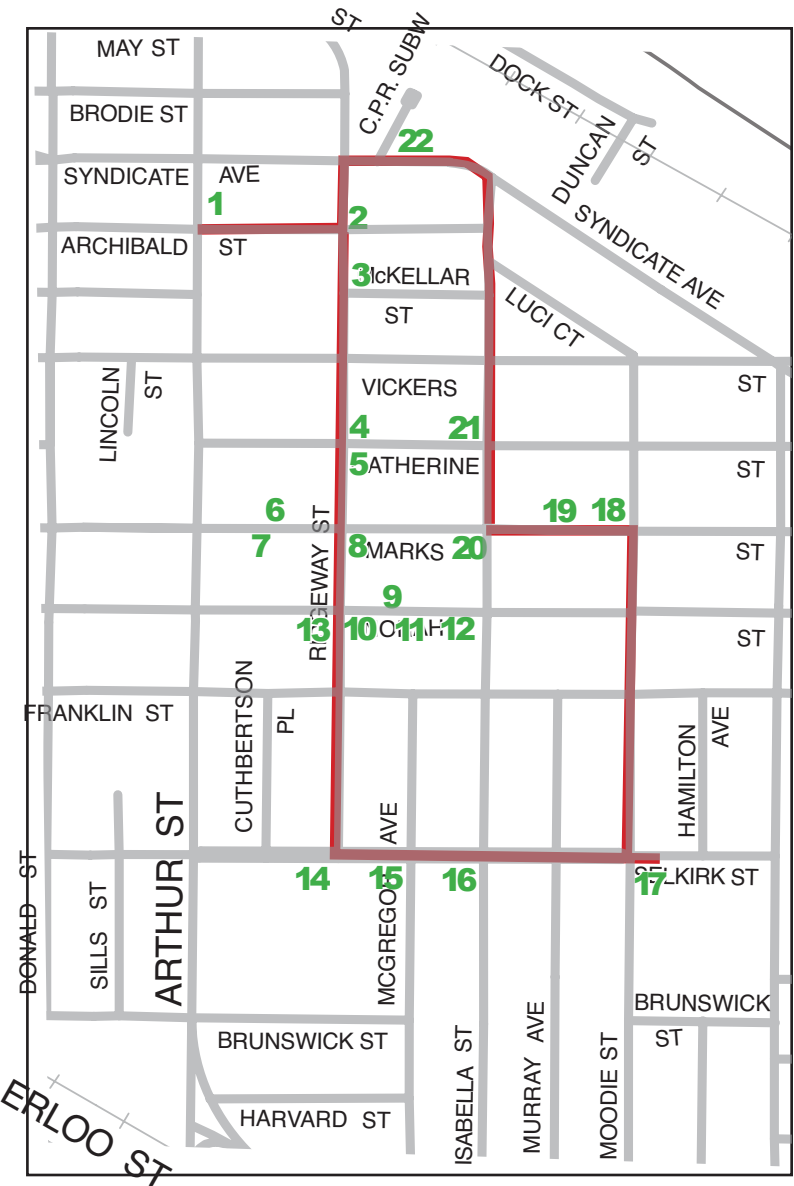 ST
MAY ST
C.P.R. SUBW
DOCK ST
BRODIE ST
DUNCAN
ST
22
SYNDICATE
AVE
1
2
SYNDICATE AVE
ARCHIBALD
ST
3
McKELLAR
ST
LUCI CT
LINCOLN
ST
VICKERS
ST
4
21
5
ATHERINE
ST
6
19
18
7
RIDGEWAY ST
8
MARKS
20
ST
9
13
10
11
12
ST
FRANKLIN ST
CUTHBERTSON
PL
HAMILTON
AVE
ARTHUR ST
AVE
14
15
16
17
SELKIRK ST
DONALD ST
SILLS ST
MCGREGOR
BRUNSWICK
ST
BRUNSWICK ST
ISABELLA ST
MURRAY AVE
MOODIE ST
HARVARD ST
ERLOO ST